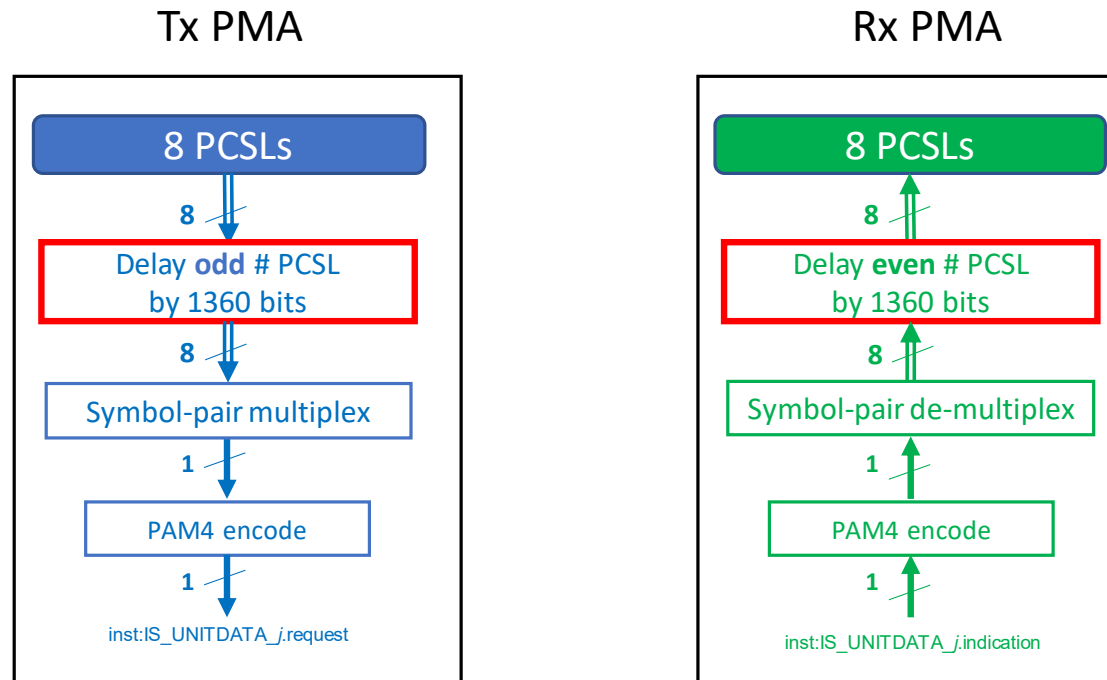 Tx PMA
8 PCSLs
8
Delay odd # PCSL
by 1360 bits
8
Symbol-pair multiplex
1
PAM4 encode
1
inst:IS_UNITDATA_j.request
Rx PMA
8 PCSLs
8
Delay even # PCSL
by 1360 bits
8
Symbol-pair de-multiplex
1
PAM4 encode
1
inst:IS_UNITDATA_j.indication